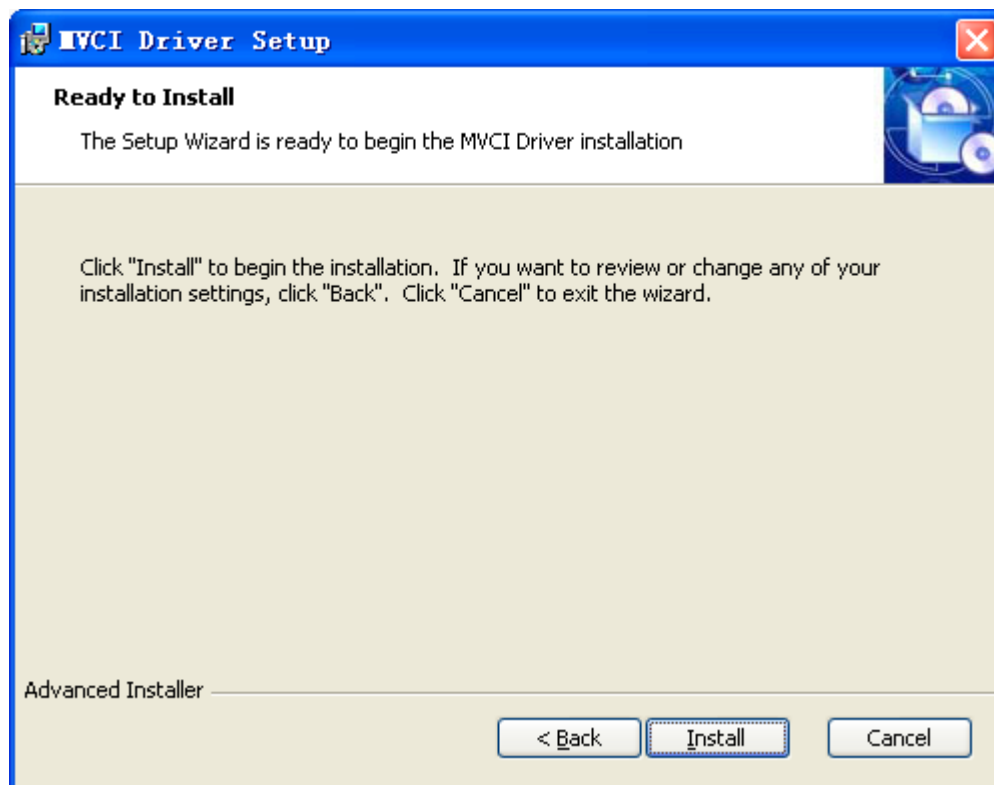 MVCI Driver Setup
Ready to Install
The Setup Wizard is ready to begin the MVCI Driver installation
Click "Install" to begin the installation.  If you want to review or change any of your
installation settings, click "Back".  Click "Cancel" to exit the wizard.
Advanced Installer
< Back
Install
Cancel